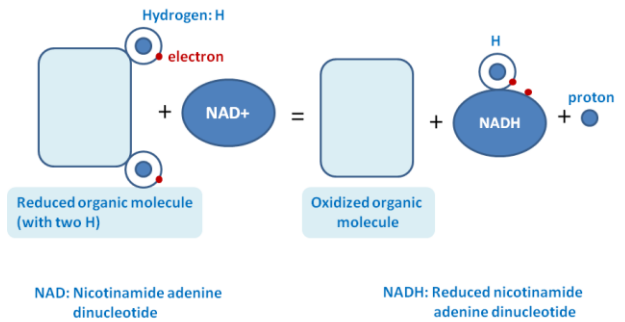 Hydrogen: H
electron
H
proton
+
NAD+
=
+
NADH
+
Reduced organic molecule
(with two H)
Oxidized organic
molecule
NAD: Nicotinamide adenine
dinucleotide
NADH: Reduced nicotinamide
adenine dinucleotide